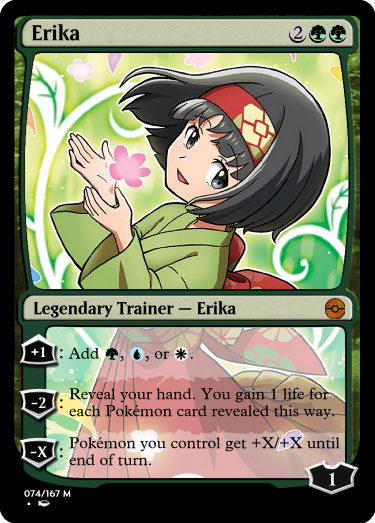 Erika 2
Legendary Trainer — Erika
+1: Add , , or .
-2: Reveal your hand. You gain 1 life for
each Pokémon card revealed this way.
-X: Pokémon you control get +X/+X until
end of turn.
1
074/167 M